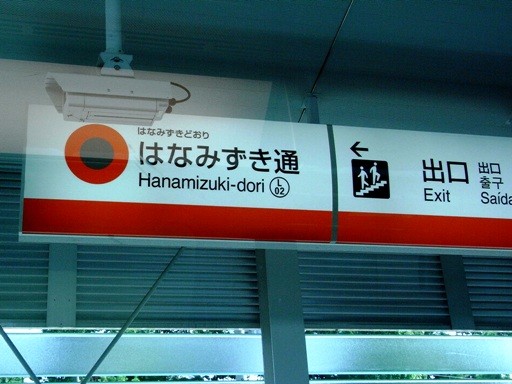 はなみずきどおり
はなみずき通
Hanamizuki-dori
L
02
出口
Exit
出口
출구
Saída